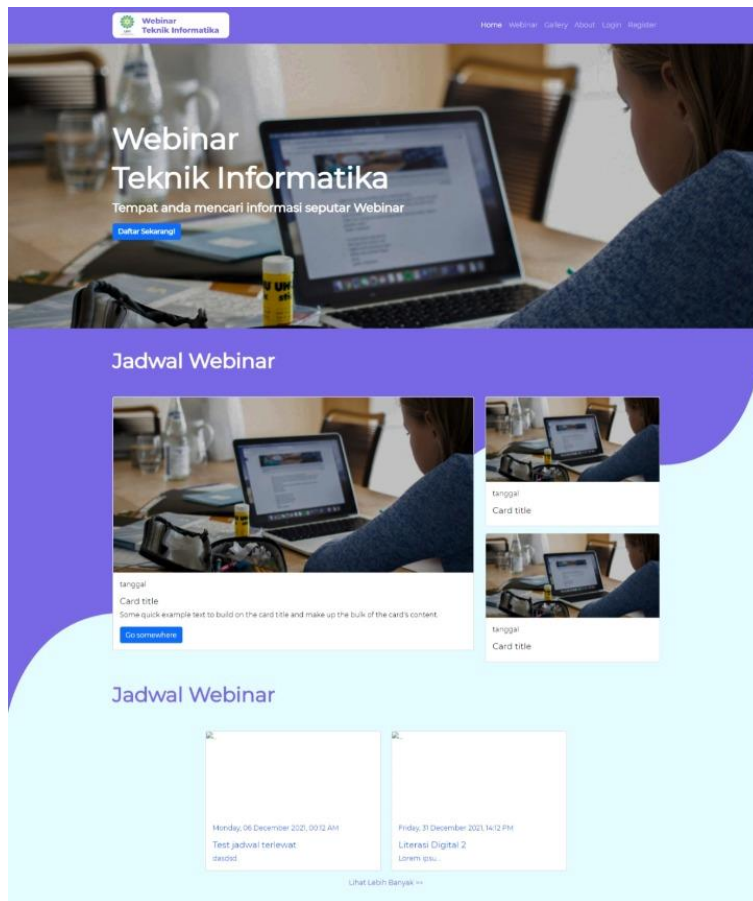 Webinar
Teknik Informatika
Home Webinar Gallery About Login Register
Webinar
Teknik Informatika
Tempat anda mencari informasi seputar Webinar
Daftar Sekarang!
Jadwal Webinar
tanggal
Card title
Some quick example text to build on the card title and make up the bulk of the card's content.
Go somewhere
tanggal
Card title
tanggal
Card title
Jadwal Webinar
Monday, 06 December 2021, 00:12 AM
Test jadwal terlewat
dasdsd
Friday, 31 December 2021, 14:12 PM
Literasi Digital 2
Lorem ipsu...
Lihat Lebih Banyak >>